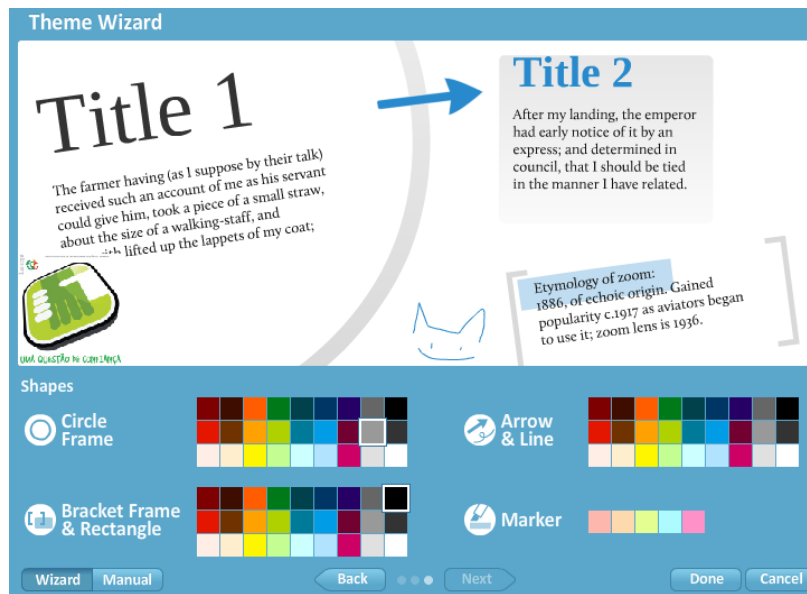 Theme Wizard
Title 1
The farmer having (as I suppose by their talk)
received such an account of me as his servant
could give him, took a piece of a small straw,
about the size of a walking-staff, and
with lifted up the lappets of my coat;
UMA QUESTÃO DE CONFIANÇA
Title 2
After my landing, the emperor
had early notice of it by an
express; and determined in
council, that I should be tied
in the manner I have related.
Etymology of zoom:
1886, of echoic origin. Gained
popularity c.1917 as aviators began
to use it; zoom lens is 1936.
Shapes
Circle
Frame
Arrow
& Line
Bracket Frame
& Rectangle
Marker
Wizard
Manual
Back
Next
Done
Cancel